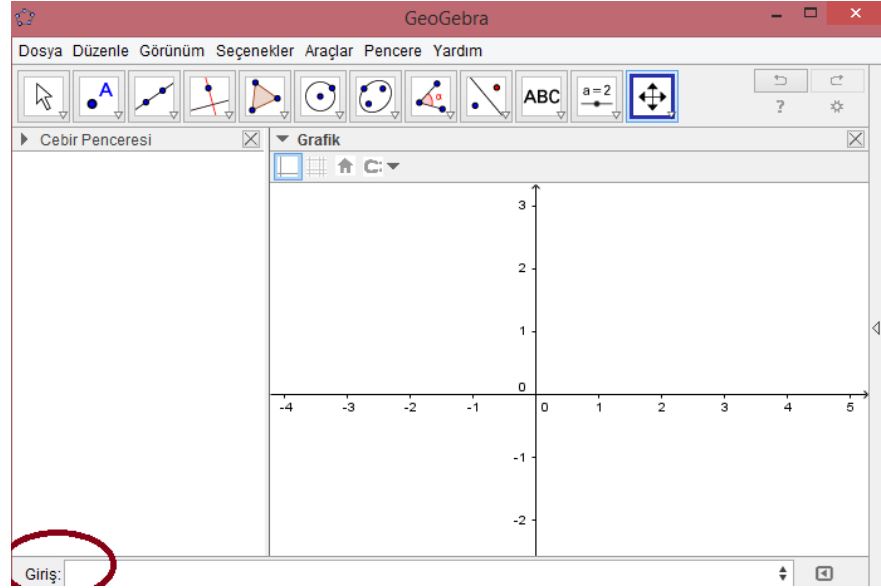 GeoGebra
Dosya Düzenle Görünüm Seçenekler Araçlar Pencere Yardım
A α ABC a=2 ?
Cebir Penceresi Grafik
3
2
1
0
-4 -3 -2 -1 0 1 2 3 4 5
-1
-2
Giriş: